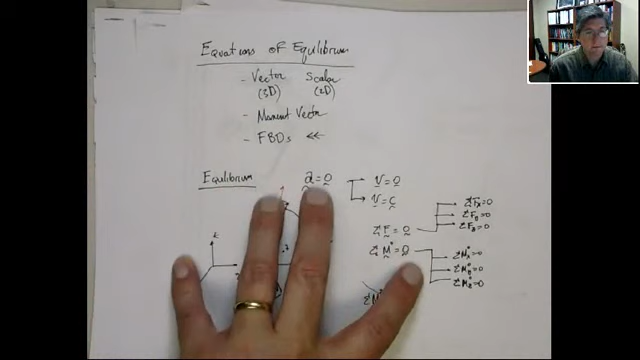 Equations of Equilibrium
- Vector Scalar
(3D) (2D)
- Moment Vector
- FBDs <<
Equilibrium a = 0 V = 0
V = C
ΣF = 0
ΣFx = 0
ΣFy = 0
ΣFz = 0
ΣM = 0
ΣMx = 0
ΣMy = 0
ΣMz = 0
ΣM